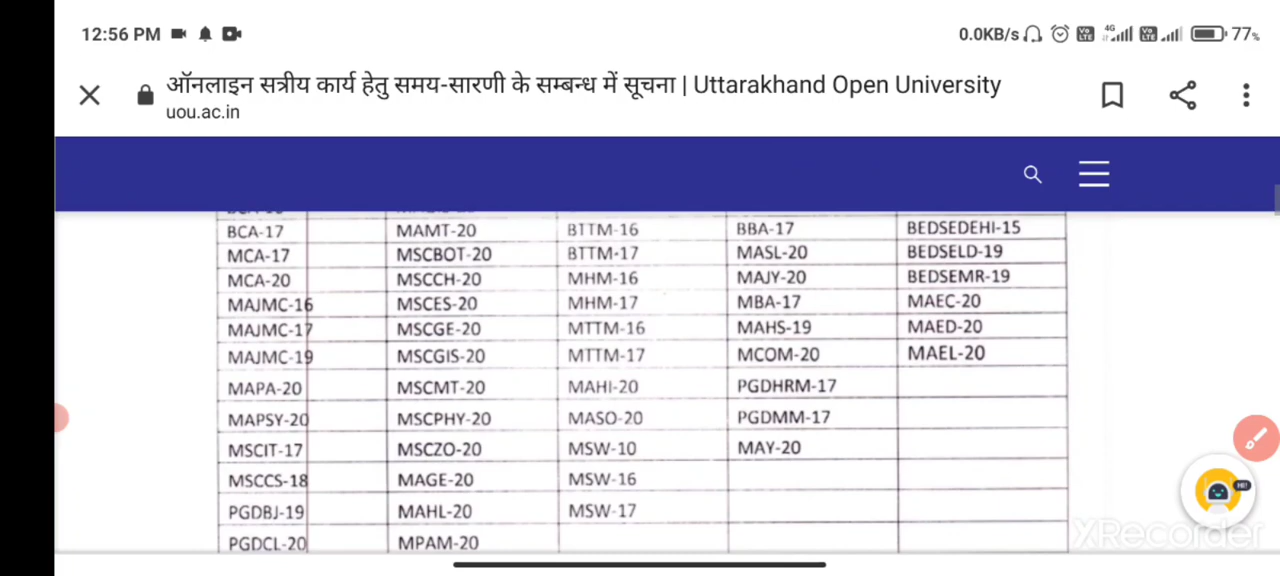 12:56 PM 0.0KB/s 4G Vo LTE Vo LTE 77%
ऑनलाइन सत्रीय कार्य हेतु समय-सारणी के सम्बन्ध में सूचना | Uttarakhand Open University
uou.ac.in
BCA-17 MAMT-20 BTTM-16 BBA-17 BEDSEDEHI-15
MCA-17 MSCBOT-20 BTTM-17 MASL-20 BEDSELD-19
MCA-20 MSCCH-20 MHM-16 MAJY-20 BEDSEMR-19
MAJMC-16 MSCES-20 MHM-17 MBA-17 MAEC-20
MAJMC-17 MSCGE-20 MTTM-16 MAHS-19 MAED-20
MAJMC-19 MSCGIS-20 MTTM-17 MCOM-20 MAEL-20
MAPA-20 MSCMT-20 MAHI-20 PGDHRM-17
MAPSY-20 MSCPHY-20 MASO-20 PGDMM-17
MSCIT-17 MSCZO-20 MSW-10 MAY-20
MSCCS-18 MAGE-20 MSW-16
PGDBJ-19 MAHL-20 MSW-17
PGDCL-20 MPAM-20
HI!
XRecorder